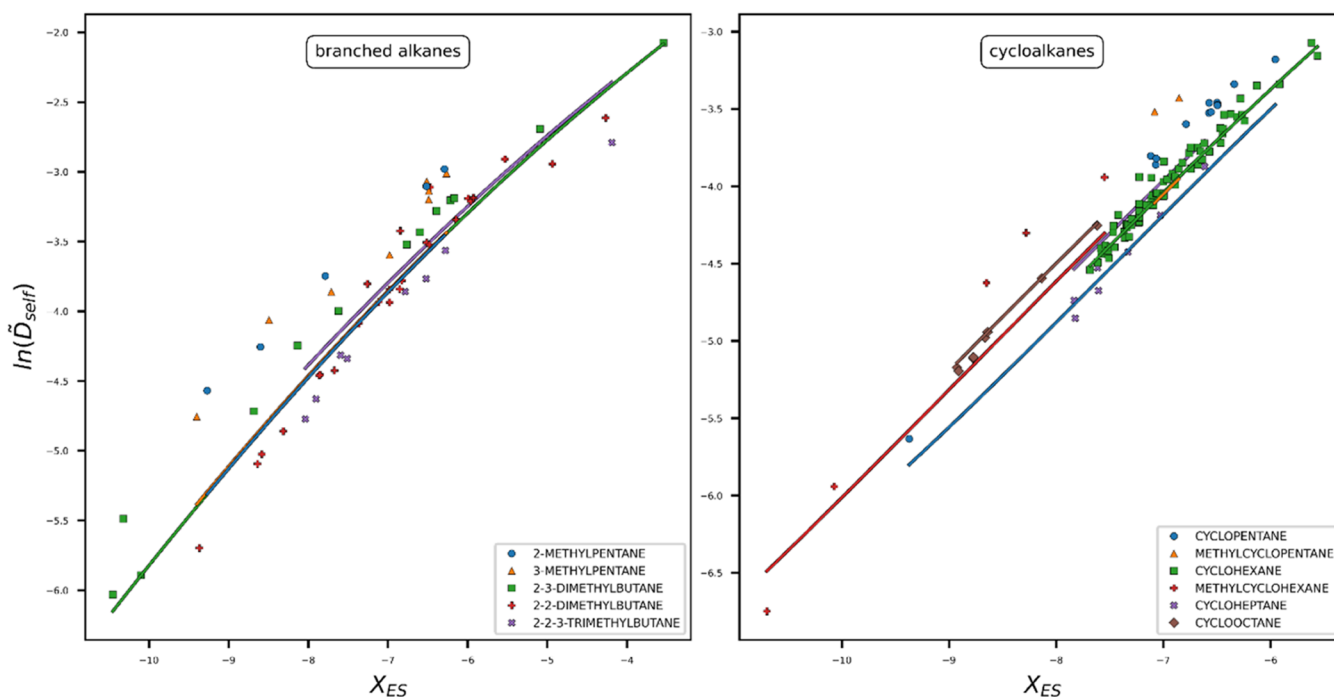 branched alkanes
ln(D̃self)
−2.0
−2.5
−3.0
−3.5
−4.0
−4.5
−5.0
−5.5
−6.0
2-METHYLPENTANE
3-METHYLPENTANE
2-3-DIMETHYLBUTANE
2-2-DIMETHYLBUTANE
2-2-3-TRIMETHYLBUTANE
−10 −9 −8 −7 −6 −5 −4
XES
cycloalkanes
−3.0
−3.5
−4.0
−4.5
−5.0
−5.5
−6.0
−6.5
CYCLOPENTANE
METHYLCYCLOPENTANE
CYCLOHEXANE
METHYLCYCLOHEXANE
CYCLOHEPTANE
CYCLOOCTANE
−10 −9 −8 −7 −6
XES